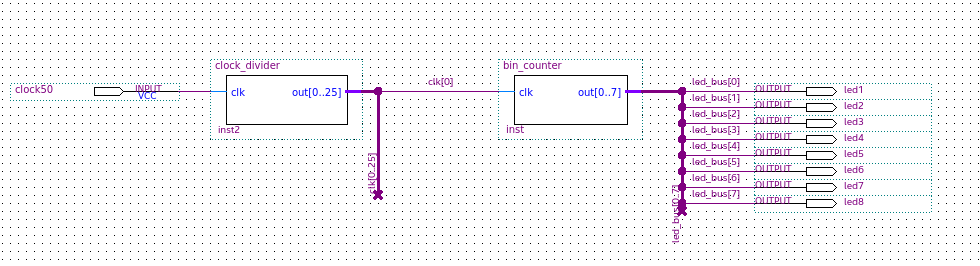 clock_divider
bin_counter
clock50 INPUT VCC
clk out[0..25]
clk[0]
clk out[0..7]
inst2
inst
clk[0..25]
led_bus[0] OUTPUT led1
led_bus[1] OUTPUT led2
led_bus[2] OUTPUT led3
led_bus[3] OUTPUT led4
led_bus[4] OUTPUT led5
led_bus[5] OUTPUT led6
led_bus[6] OUTPUT led7
led_bus[7] OUTPUT led8
led_bus[0..7]